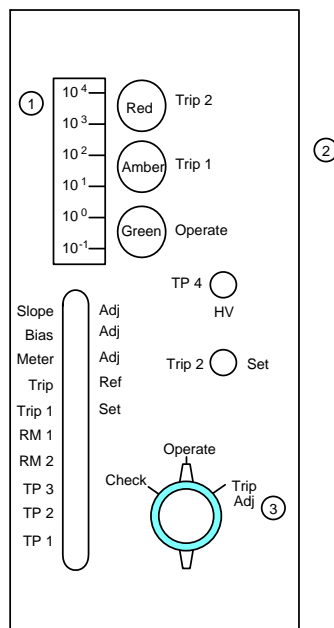 1
10⁴
Red
Trip 2
10³
10²
Amber
Trip 1
2
10¹
10⁰
Green
Operate
10⁻¹
TP 4
HV
Slope Adj
Bias Adj
Meter Adj
Trip 2 Set
Trip Ref
Trip 1 Set
RM 1
RM 2
TP 3
TP 2
TP 1
Operate
Check
Trip
Adj
3